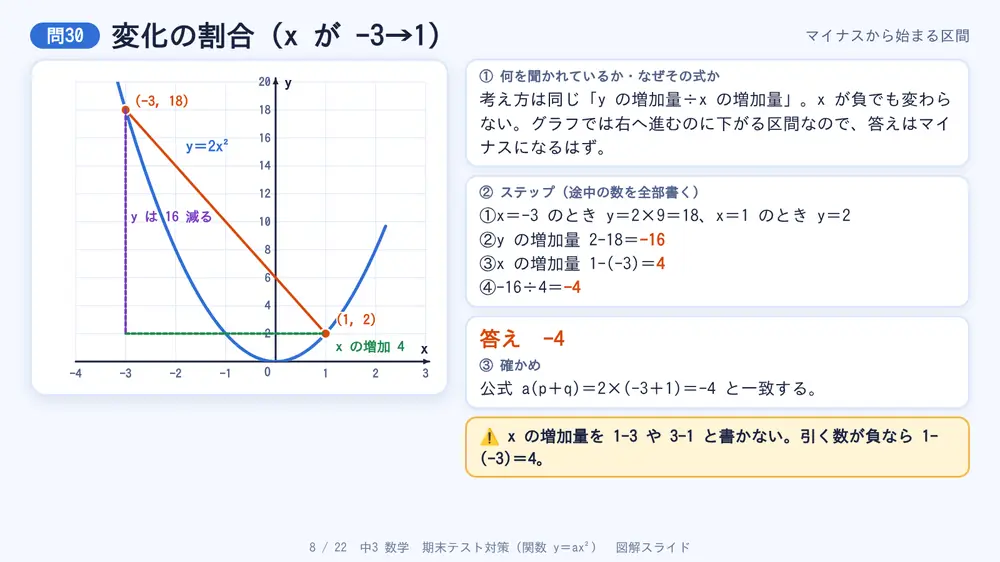 問30 変化の割合（x が -3→1）
マイナスから始まる区間
y
20
18
16
14
12
10
8
6
4
2
0
-4
-3
-2
-1
1
2
3
x
(-3, 18)
y＝2x²
y は 16 減る
(1, 2)
x の増加 4
① 何を聞かれているか・なぜその式か
考え方は同じ「y の増加量÷x の増加量」。x が負でも変わら
ない。グラフでは右へ進むのに下がる区間なので、答えはマイ
ナスになるはず。
② ステップ（途中の数を全部書く）
①x＝-3 のとき y＝2×9＝18、x＝1 のとき y＝2
②y の増加量 2-18＝-16
③x の増加量 1-(-3)＝4
④-16÷4＝-4
答え　-4
③ 確かめ
公式 a(p＋q)＝2×(-3＋1)＝-4 と一致する。
⚠️ x の増加量を 1-3 や 3-1 と書かない。引く数が負なら 1-
(-3)＝4。
8 / 22　中3 数学　期末テスト対策（関数 y＝ax²）　図解スライド